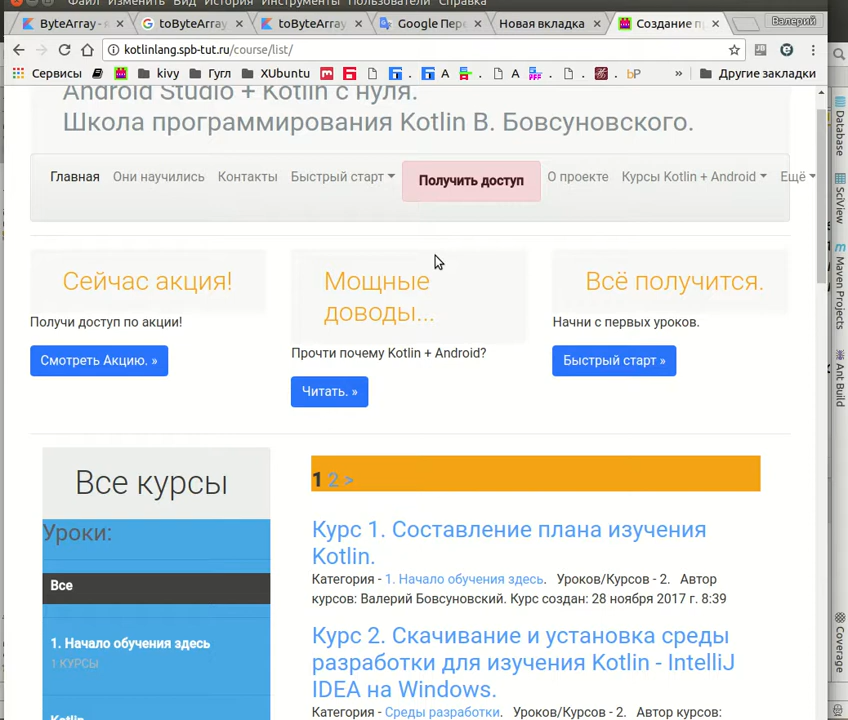 Файл Изменить Вид История Инструменты Пользователи Справка
ByteArray - toByteArray toByteArray Google Пер Новая вкладка Создание п Валерий
kotlinlang.spb-tut.ru/course/list/
Сервисы kivy Гугл XUbuntu A A bP » Другие закладки
Android Studio + Kotlin с нуля.
Школа программирования Kotlin В. Бовсуновского.
Главная Они научились Контакты Быстрый старт Получить доступ О проекте Курсы Kotlin + Android Ещё
Сейчас акция! Мощные Всё получится.
доводы...
Получи доступ по акции! Начни с первых уроков.
Прочти почему Kotlin + Android?
Смотреть Акцию. » Быстрый старт »
Читать. »
Все курсы
1 2 >
Уроки:
Все
1. Начало обучения здесь
1 КУРСЫ
Kotlin
Курс 1. Составление плана изучения
Kotlin.
Категория - 1. Начало обучения здесь. Уроков/Курсов - 2. Автор
курсов: Валерий Бовсуновский. Курс создан: 28 ноября 2017 г. 8:39
Курс 2. Скачивание и установка среды
разработки для изучения Kotlin - IntelliJ
IDEA на Windows.
Категория - Среды разработки. Уроков/Курсов - 2. Автор курсов:
Database
SciView
Maven Projects
Ant Build
Coverage